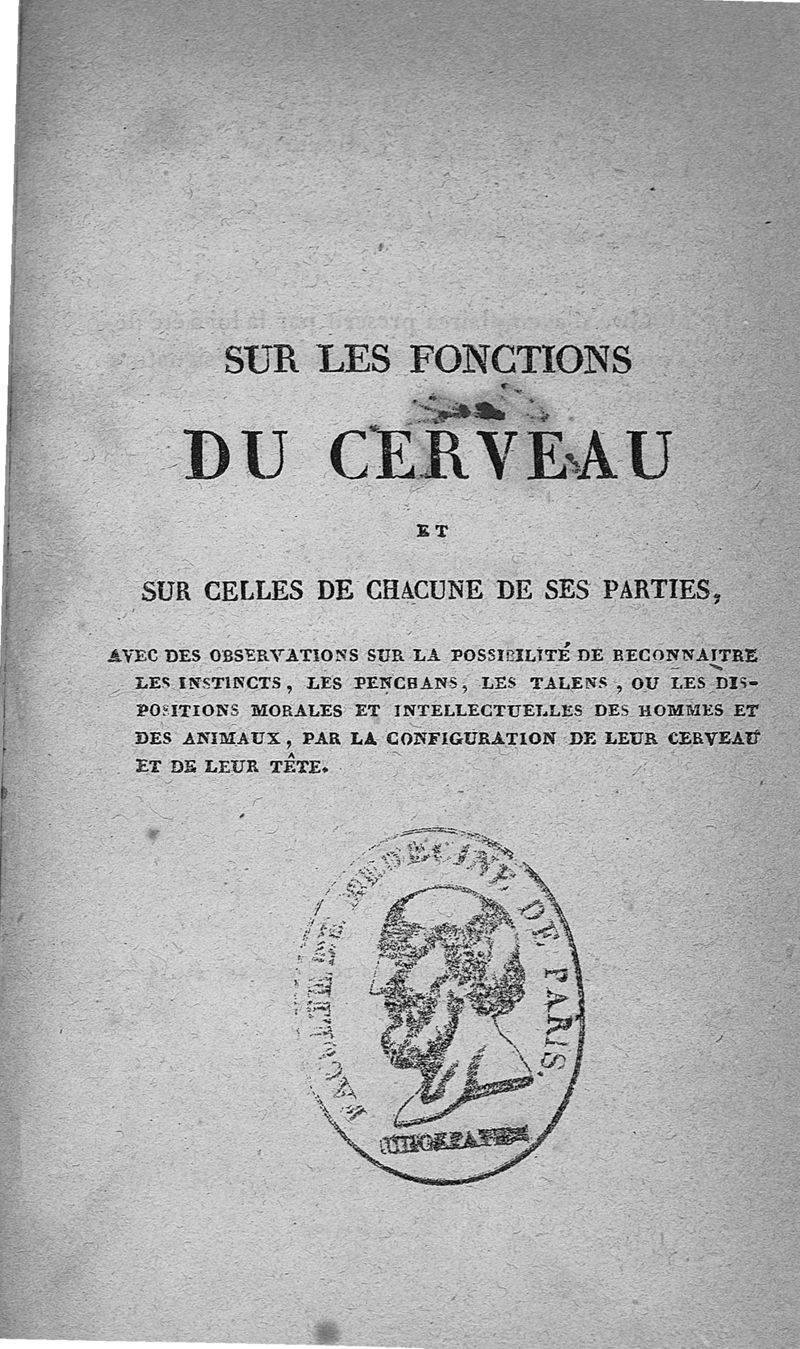 SUR LES FONCTIONS
DU CERVEAU
ET
SUR CELLES DE CHACUNE DE SES PARTIES,
AVEC DES OBSERVATIONS SUR LA POSSIBILITÉ DE RECONNAITRE
LES INSTINCTS, LES PENCHANS, LES TALENS, OU LES DIS-
POSITIONS MORALES ET INTELLECTUELLES DES HOMMES ET
DES ANIMAUX, PAR LA CONFIGURATION DE LEUR CERVEAU
ET DE LEUR TÊTE.
FACULTÉ DE MEDECINE DE PARIS.